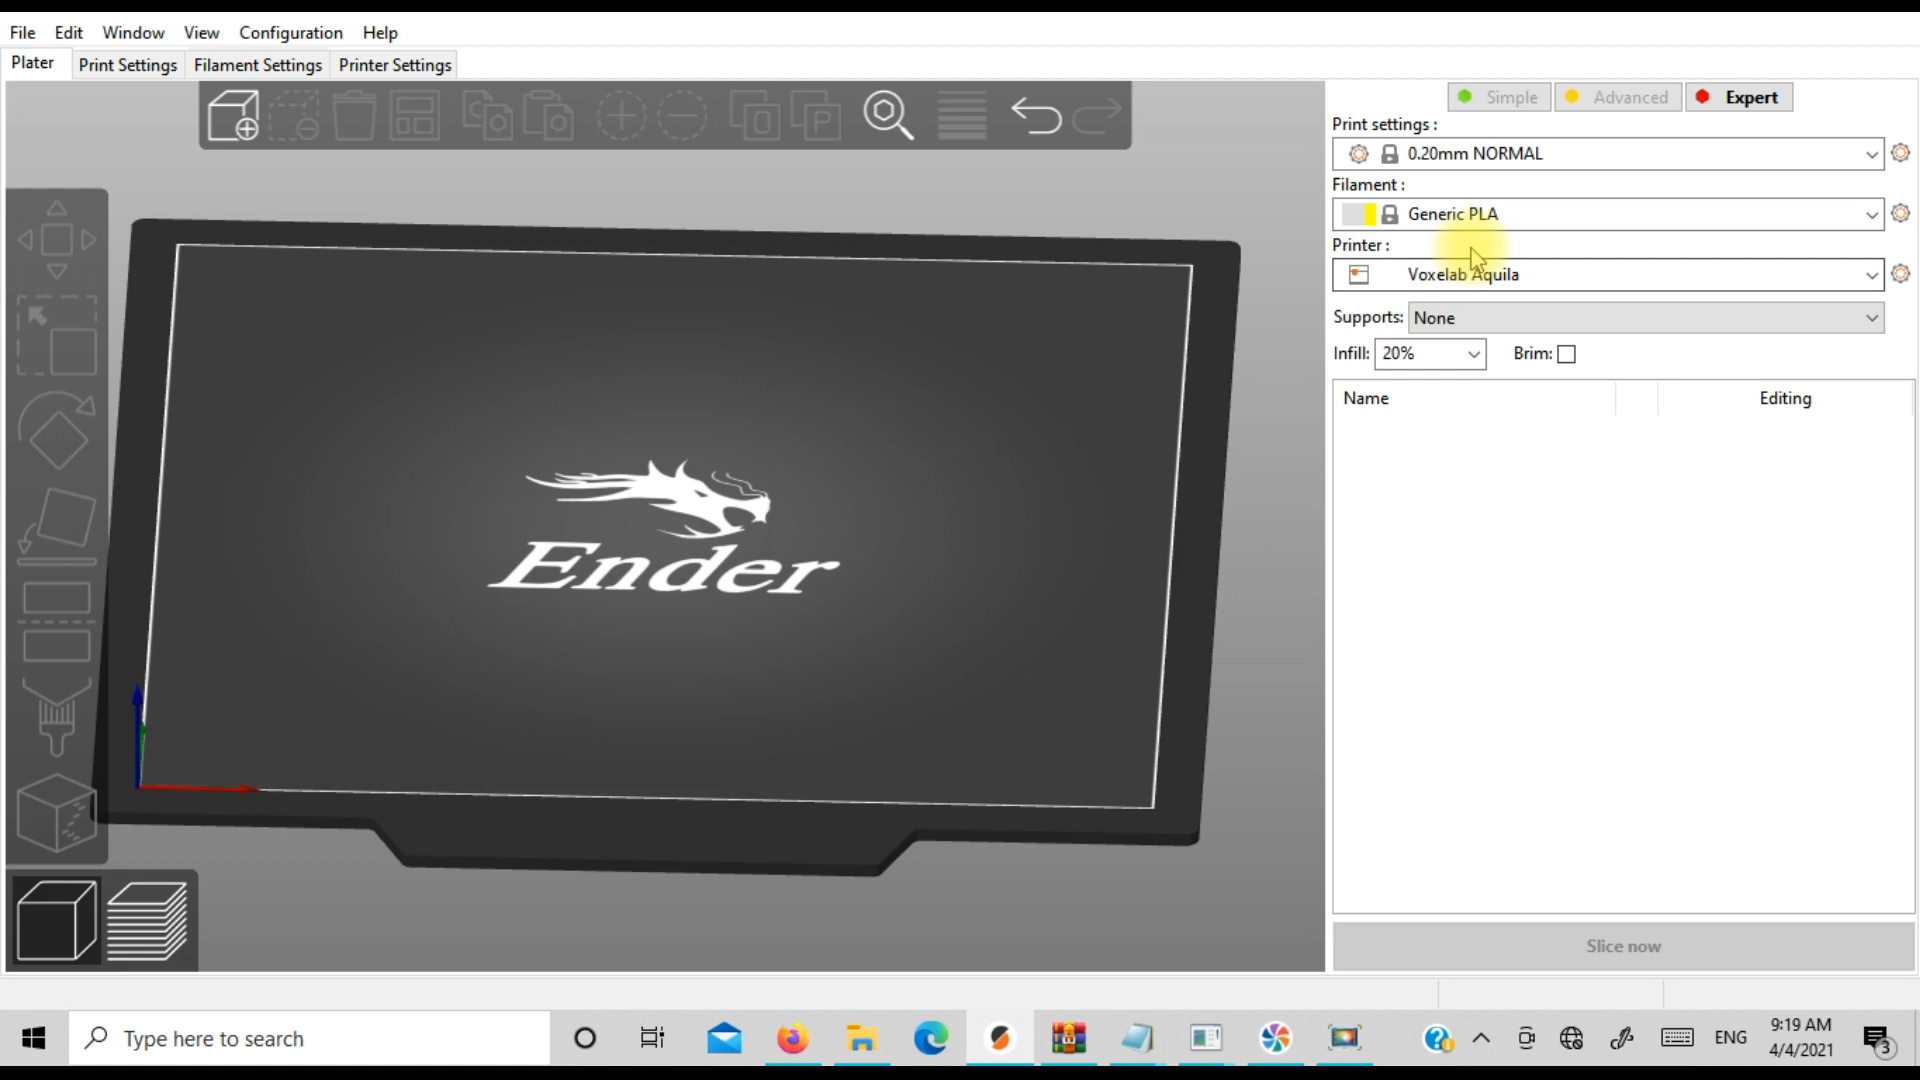 File Edit Window View Configuration Help
Plater Print Settings Filament Settings Printer Settings
Simple Advanced Expert
Print settings :
0.20mm NORMAL
Filament :
Generic PLA
Printer :
Voxelab Aquila
Supports: None
Infill: 20% Brim:
Name Editing
Ender
Slice now
Type here to search
ENG
9:19 AM
4/4/2021
3